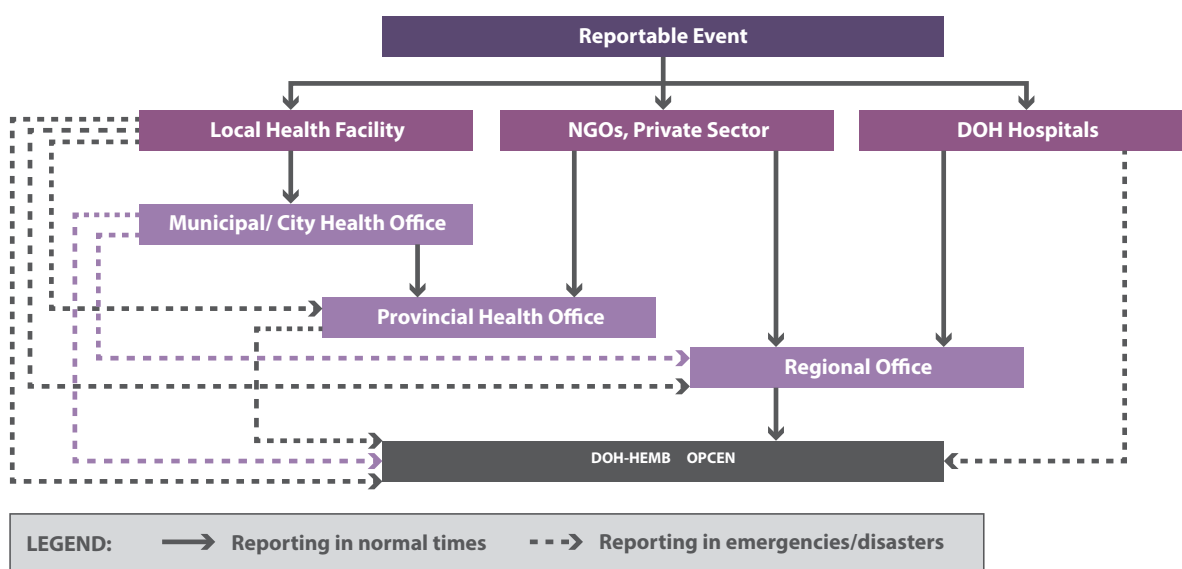 Reportable Event
Local Health Facility
NGOs, Private Sector
DOH Hospitals
Municipal/ City Health Office
Provincial Health Office
Regional Office
DOH-HEMB OPCEN
LEGEND: Reporting in normal times Reporting in emergencies/disasters